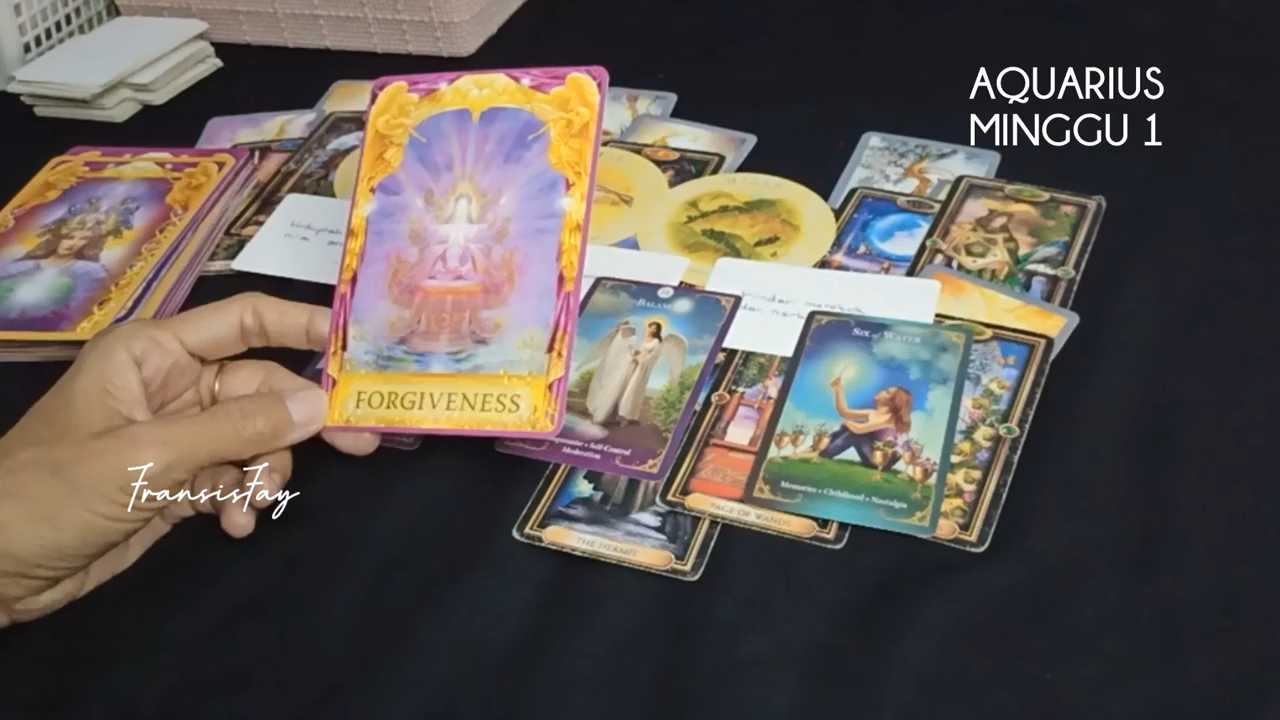 AQUARIUS
MINGGU 1
FORGIVENESS
BALANCE
Self-Control
Moderation
SIX of WATER
Memories • Childhood • Nostalgia
PAGE OF WANDS
THE HERMIT
FransisFay